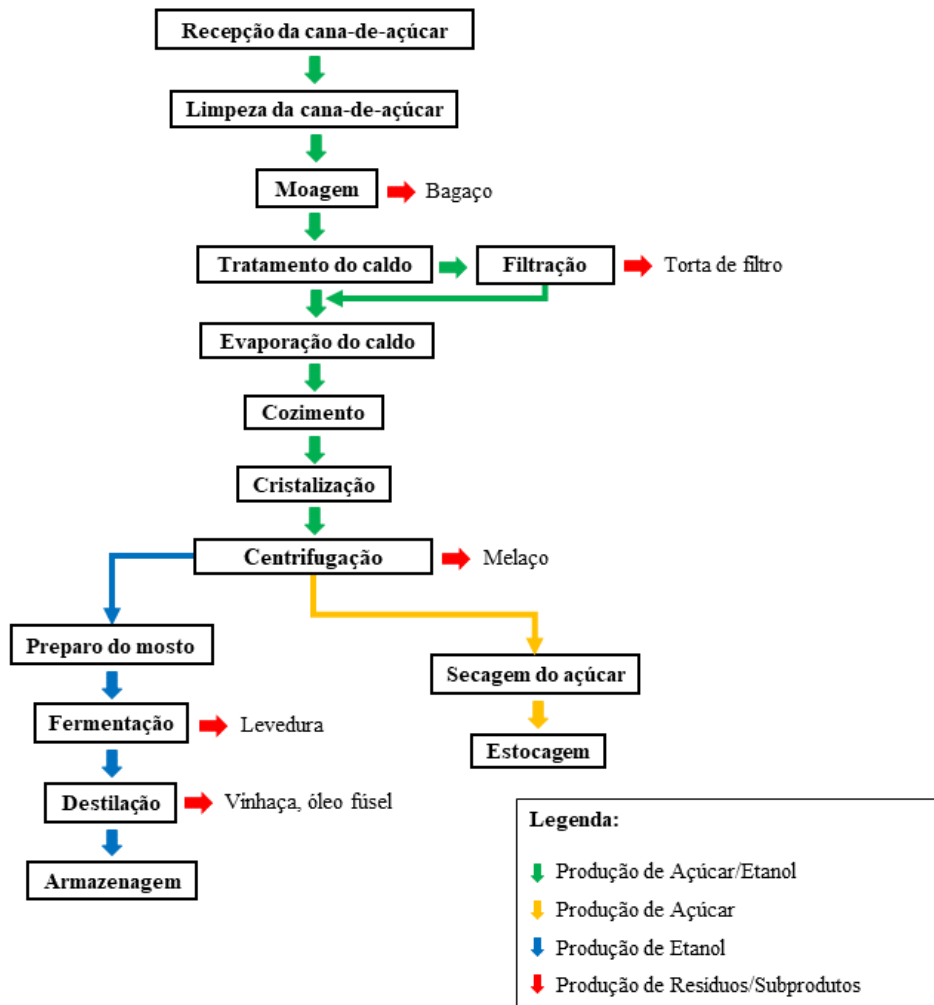 Recepção da cana-de-açúcar
Limpeza da cana-de-açúcar
Moagem
Bagaço
Tratamento do caldo
Filtração
Torta de filtro
Evaporação do caldo
Cozimento
Cristalização
Centrifugação
Melaço
Preparo do mosto
Secagem do açúcar
Fermentação
Levedura
Estocagem
Destilação
Vinhaça, óleo fúsel
Armazenagem
Legenda:
Produção de Açúcar/Etanol
Produção de Açúcar
Produção de Etanol
Produção de Resíduos/Subprodutos